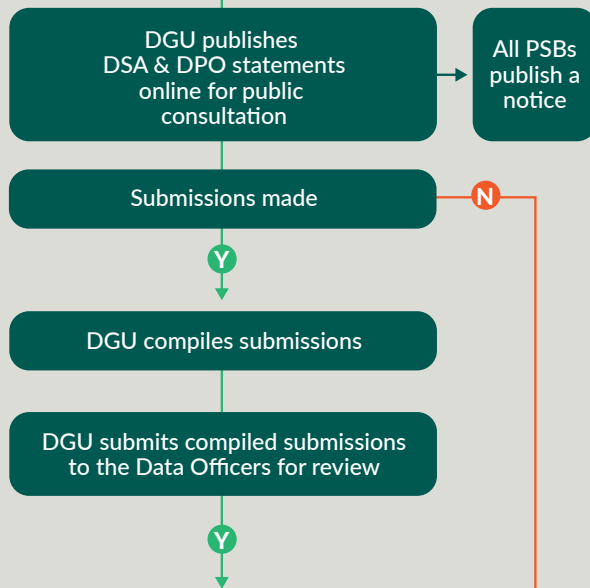 DGU publishes
DSA & DPO statements
online for public
consultation
All PSBs
publish a
notice
Submissions made
N
Y
DGU compiles submissions
DGU submits compiled submissions
to the Data Officers for review
Y